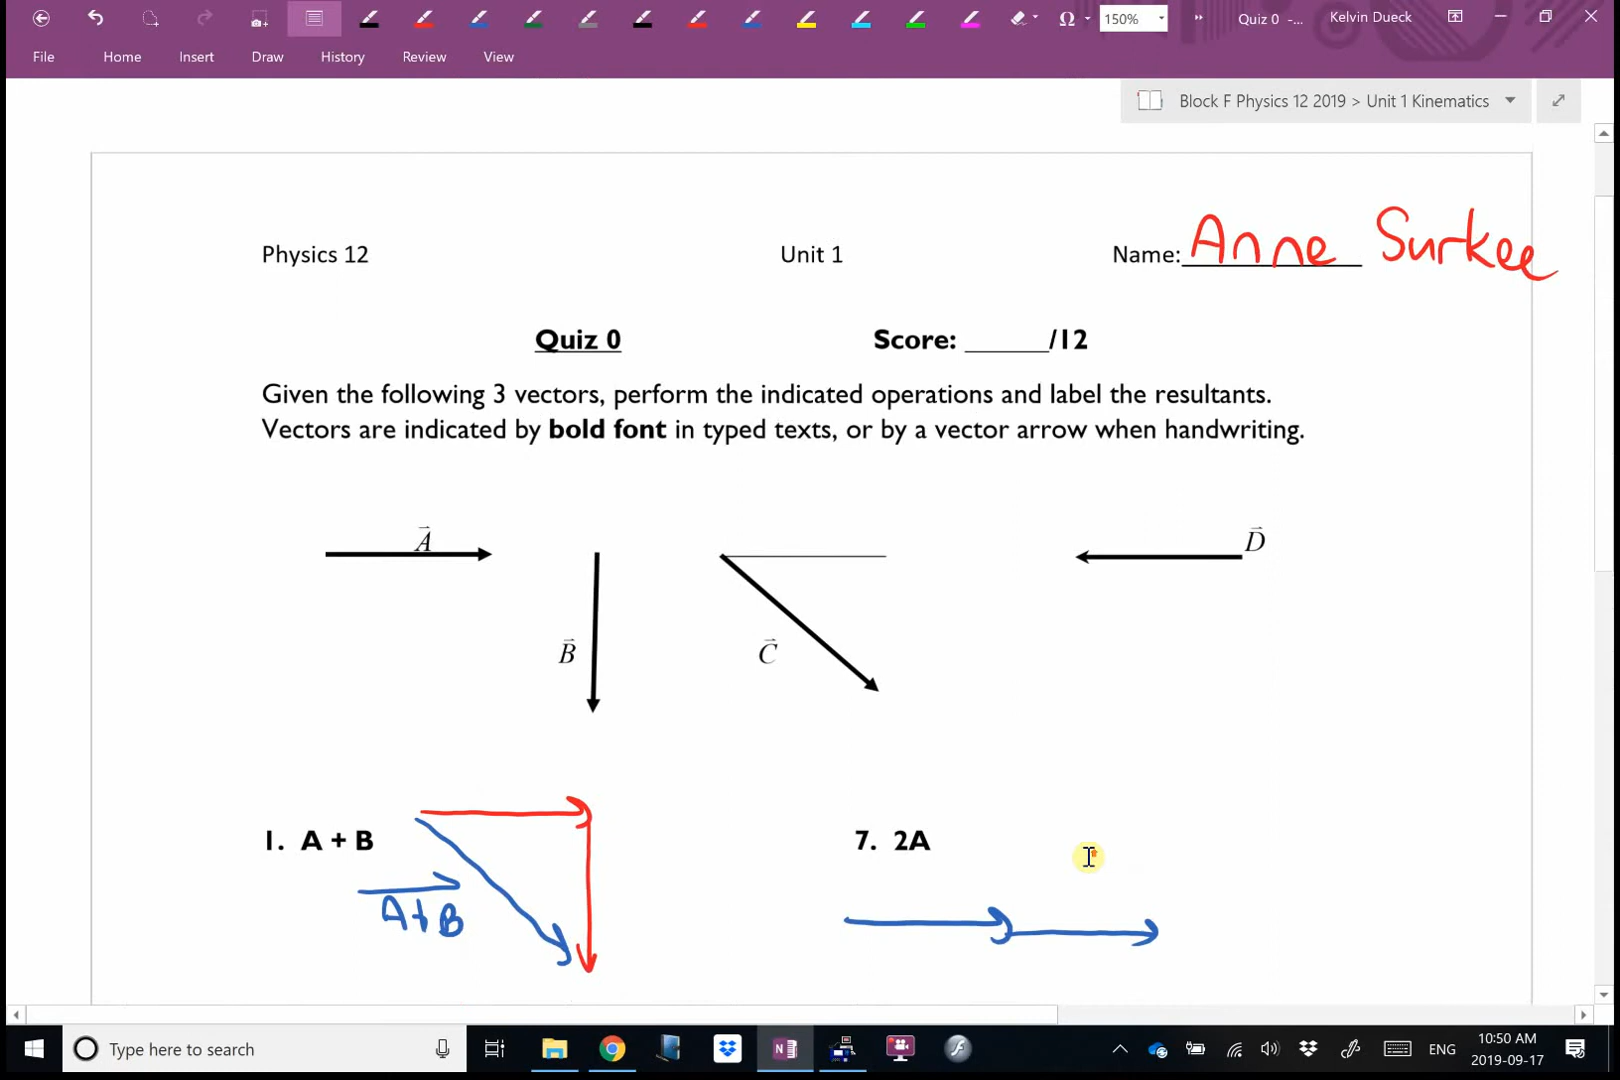 150%
Quiz 0 -...
Kelvin Dueck
File Home Insert Draw History Review View
Block F Physics 12 2019 > Unit 1 Kinematics
Physics 12 Unit 1 Name: Anne Surkee
Quiz 0 Score: ______/12
Given the following 3 vectors, perform the indicated operations and label the resultants.
Vectors are indicated by bold font in typed texts, or by a vector arrow when handwriting.
A
D
B
C
1. A + B
7. 2A
A+B
Type here to search
ENG
10:50 AM
2019-09-17